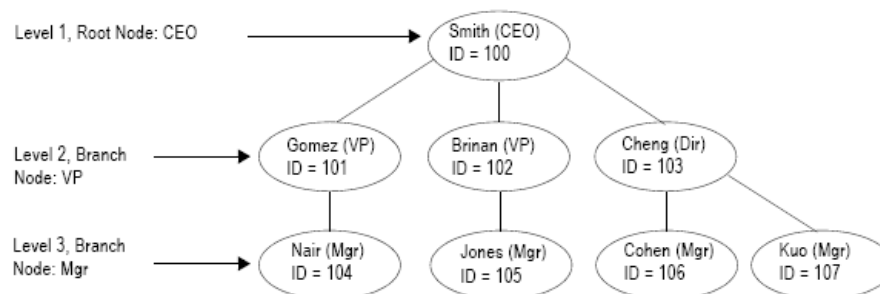 Level 1, Root Node: CEO
Smith (CEO)
ID = 100
Level 2, Branch
Node: VP
Gomez (VP)
ID = 101
Brinan (VP)
ID = 102
Cheng (Dir)
ID = 103
Level 3, Branch
Node: Mgr
Nair (Mgr)
ID = 104
Jones (Mgr)
ID = 105
Cohen (Mgr)
ID = 106
Kuo (Mgr)
ID = 107